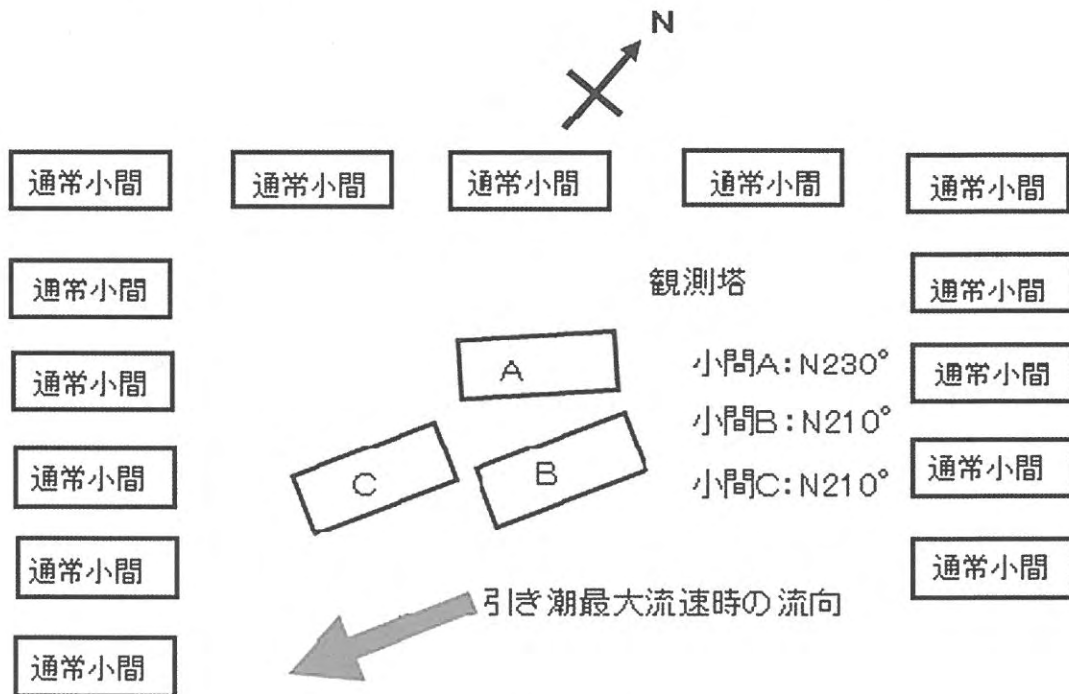 N
通常小間 通常小間 通常小間 通常小間 通常小間
通常小間 観測塔 通常小間
通常小間 A 小間A:N230° 通常小間
小間B:N210°
通常小間 C B 小間C:N210° 通常小間
通常小間 引き潮最大流速時の流向 通常小間
通常小間